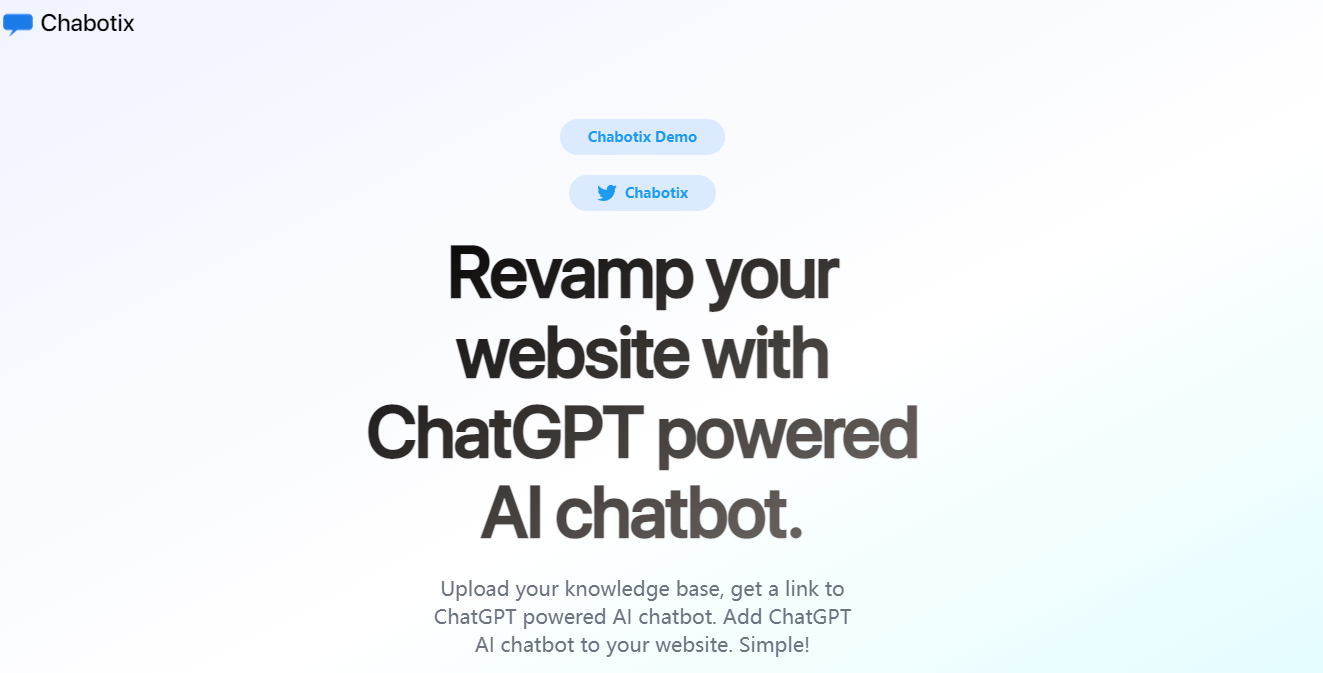 Chabotix
Chabotix Demo
Chabotix
Revamp your
website with
ChatGPT powered
AI chatbot.
Upload your knowledge base, get a link to
ChatGPT powered AI chatbot. Add ChatGPT
AI chatbot to your website. Simple!